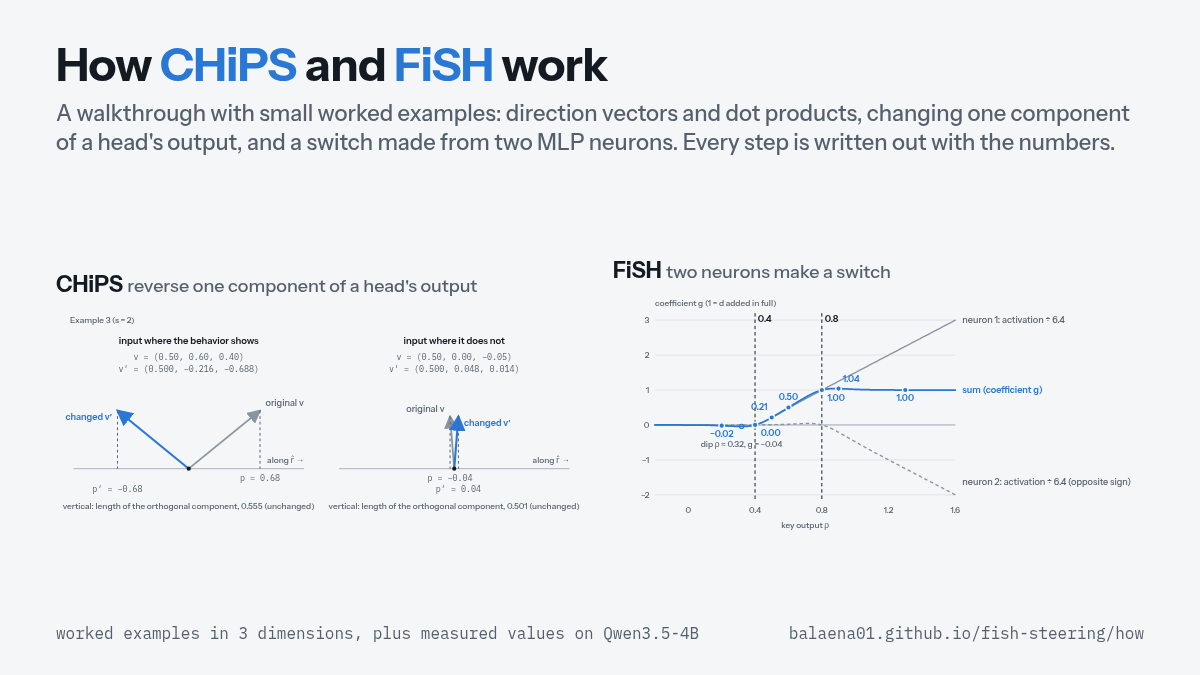 How CHiPS and FiSH work
A walkthrough with small worked examples: direction vectors and dot products, changing one component
of a head's output, and a switch made from two MLP neurons. Every step is written out with the numbers.
CHiPS reverse one component of a head's output
Example 3 (s = 2)
input where the behavior shows
v = (0.50, 0.60, 0.40)
v′ = (0.500, −0.216, −0.688)
changed v′
original v
along r̂ →
p = 0.68
p′ = −0.68
vertical: length of the orthogonal component, 0.555 (unchanged)
input where it does not
v = (0.50, 0.00, −0.05)
v′ = (0.500, 0.048, 0.014)
original v
changed v′
along r̂ →
p = −0.04
p′ = 0.04
vertical: length of the orthogonal component, 0.501 (unchanged)
FiSH two neurons make a switch
coefficient g (1 = d added in full)
3
2
1
0
−1
−2
0.4
0.8
neuron 1: activation ÷ 6.4
1.04
sum (coefficient g)
0.50
1.00
1.00
0.21
−0.02
0.00
dip ρ ≈ 0.32, g = −0.04
neuron 2: activation ÷ 6.4 (opposite sign)
0
0.4
0.8
1.2
1.6
key output ρ
worked examples in 3 dimensions, plus measured values on Qwen3.5-4B
balaena01.github.io/fish-steering/how